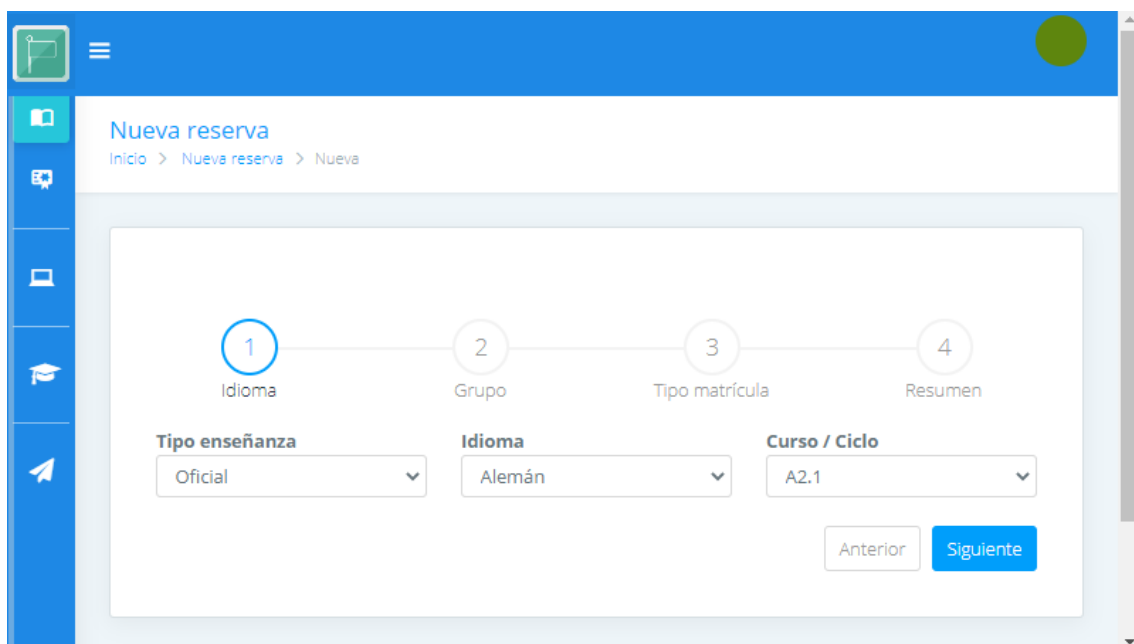 Nueva reserva
Inicio > Nueva reserva > Nueva
1 2 3 4
Idioma Grupo Tipo matrícula Resumen
Tipo enseñanza Idioma Curso / Ciclo
Oficial Alemán A2.1
Anterior Siguiente